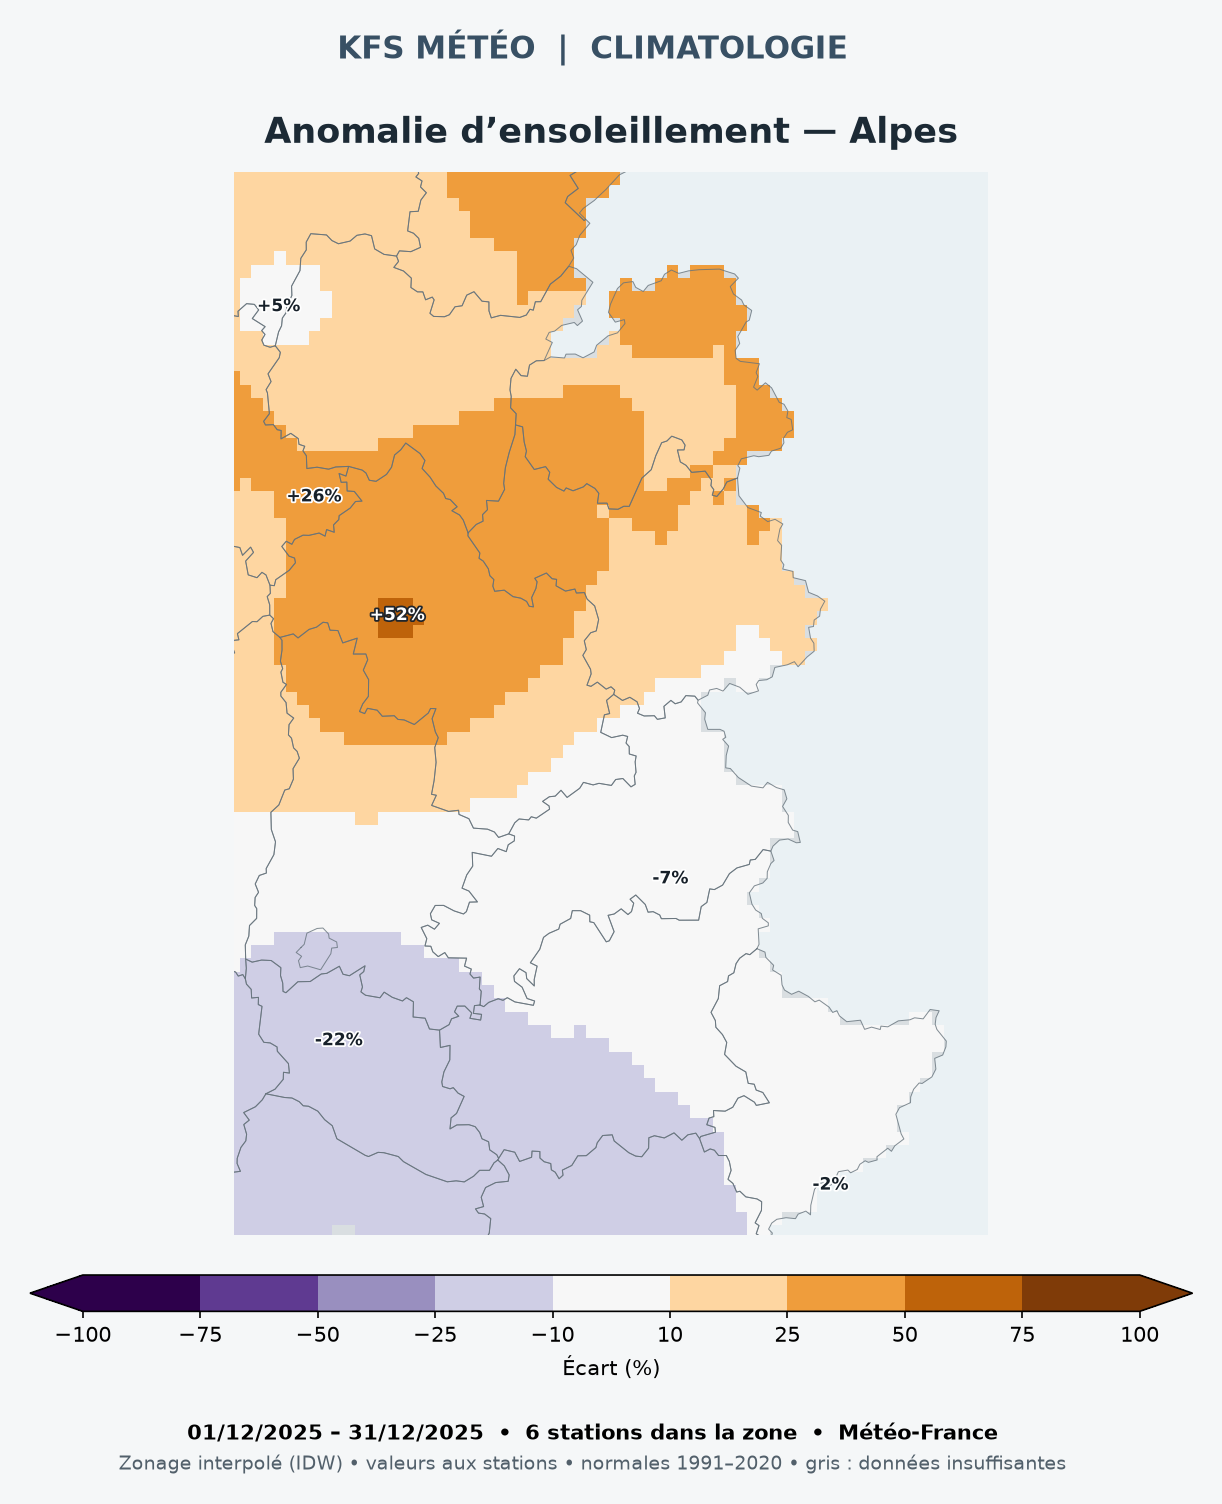 KFS MÉTÉO | CLIMATOLOGIE
Anomalie d’ensoleillement — Alpes
+5%
+26%
+52%
-7%
-22%
-2%
−100 −75 −50 −25 −10 10 25 50 75 100
Écart (%)
01/12/2025 – 31/12/2025 • 6 stations dans la zone • Météo-France
Zonage interpolé (IDW) • valeurs aux stations • normales 1991–2020 • gris : données insuffisantes